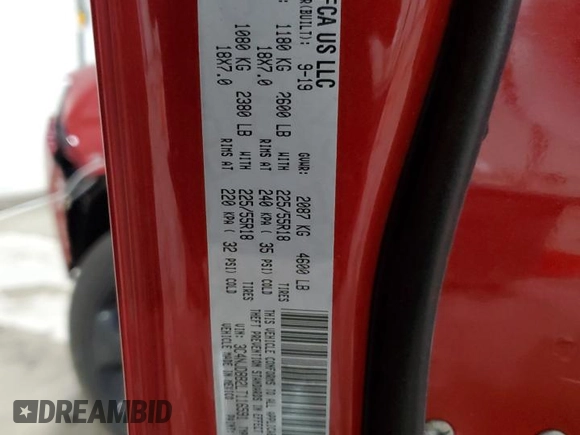 FCA US LLC
R(BUILT): 9-19
GVWR: 2087 KG 4600 LB
1180 KG 2600 LB WITH 225/55R18 TIRES
18X7.0 RIMS AT 240 KPA ( 35 PSI) COLD
1080 KG 2380 LB WITH 225/55R18 TIRES
18X7.0 RIMS AT 220 KPA ( 32 PSI) COLD
THIS VEHICLE CONFORMS TO ALL APPLICA
THEFT PREVENTION STANDARDS IN EFFECT
VIN:
VEHICLE MADE IN MEXICO
DREAMBID